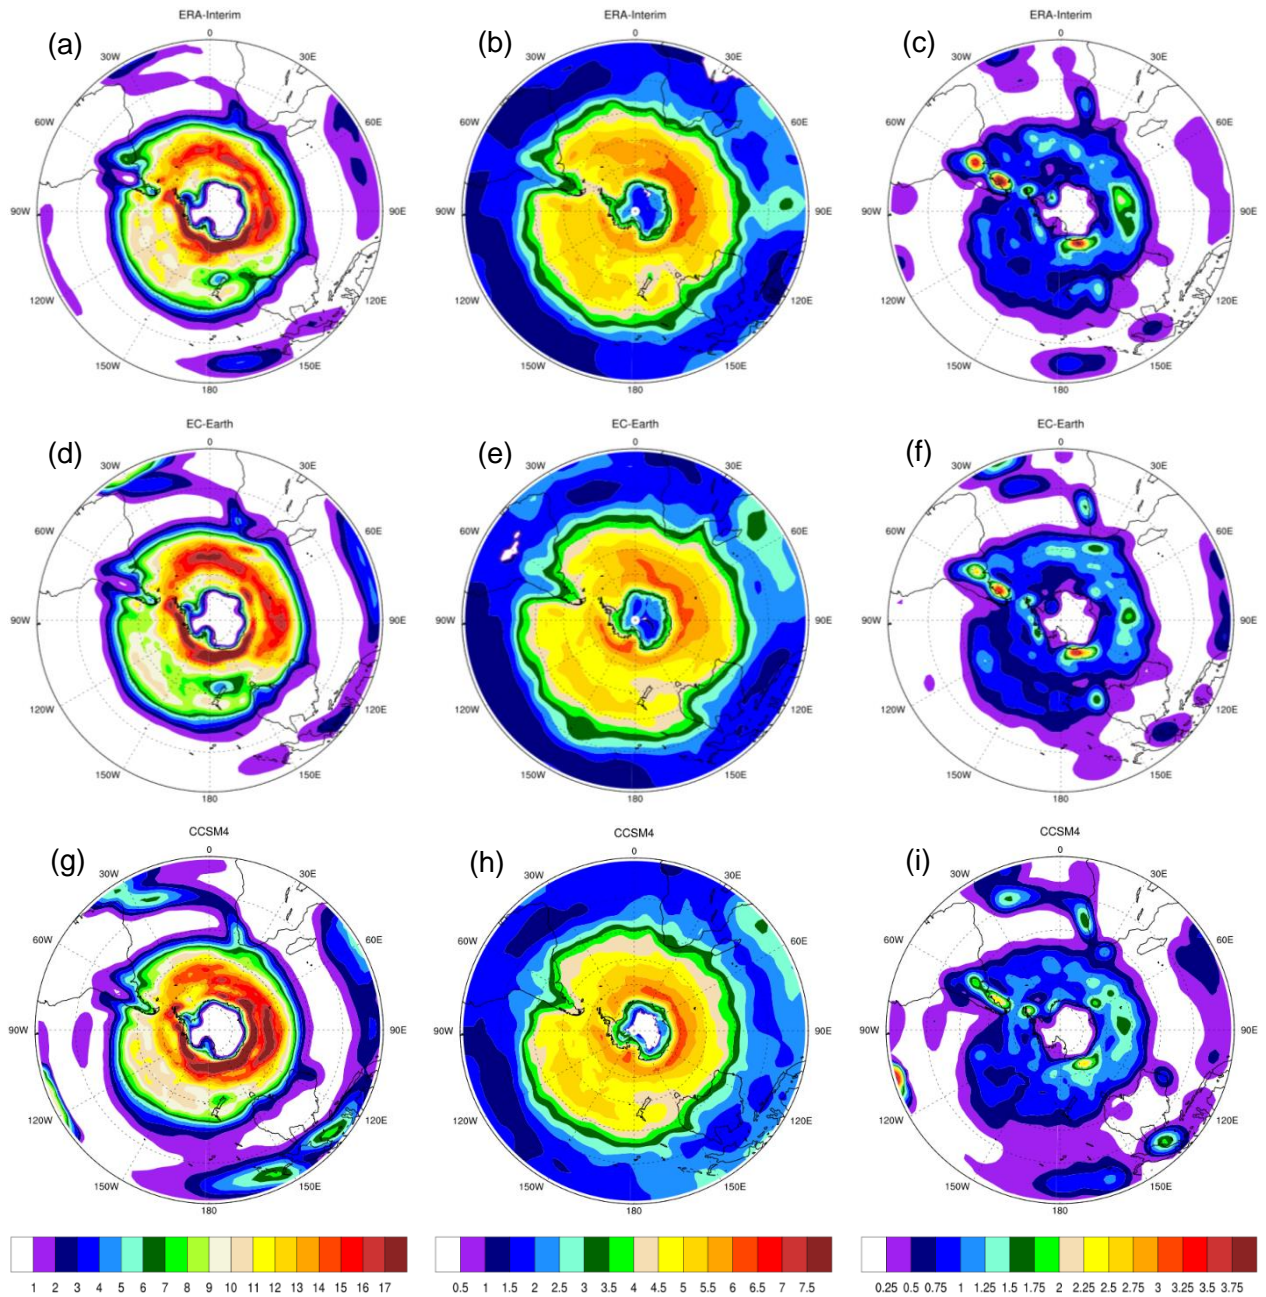 ERA-Interim ERA-Interim ERA-Interim
(a) (b) (c)
0 0 0
30W 30E 30W 30E 30W 30E
60W 60E 60W 60E 60W 60E
90W 90E 90W 90E 90W 90E
120W 120E 120W 120E 120W 120E
150W 150E 150W 150E 150W 150E
180 180 180
EC-Earth EC-Earth EC-Earth
(d) (e) (f)
0 0 0
30W 30E 30W 30E 30W 30E
60W 60E 60W 60E 60W 60E
90W 90E 90W 90E 90W 90E
120W 120E 120W 120E 120W 120E
150W 150E 150W 150E 150W 150E
180 180 180
CCSM4 CCSM4 CCSM4
(g) (h) (i)
0 0 0
30W 30E 30W 30E 30W 30E
60W 60E 60W 60E 60W 60E
90W 90E 90W 90E 90W 90E
120W 120E 120W 120E 120W 120E
150W 150E 150W 150E 150W 150E
180 180 180
1 2 3 4 5 6 7 8 9 10 11 12 13 14 15 16 17
0.5 1 1.5 2 2.5 3 3.5 4 4.5 5 5.5 6 6.5 7 7.5
0.25 0.5 0.75 1 1.25 1.5 1.75 2 2.25 2.5 2.75 3 3.25 3.5 3.75